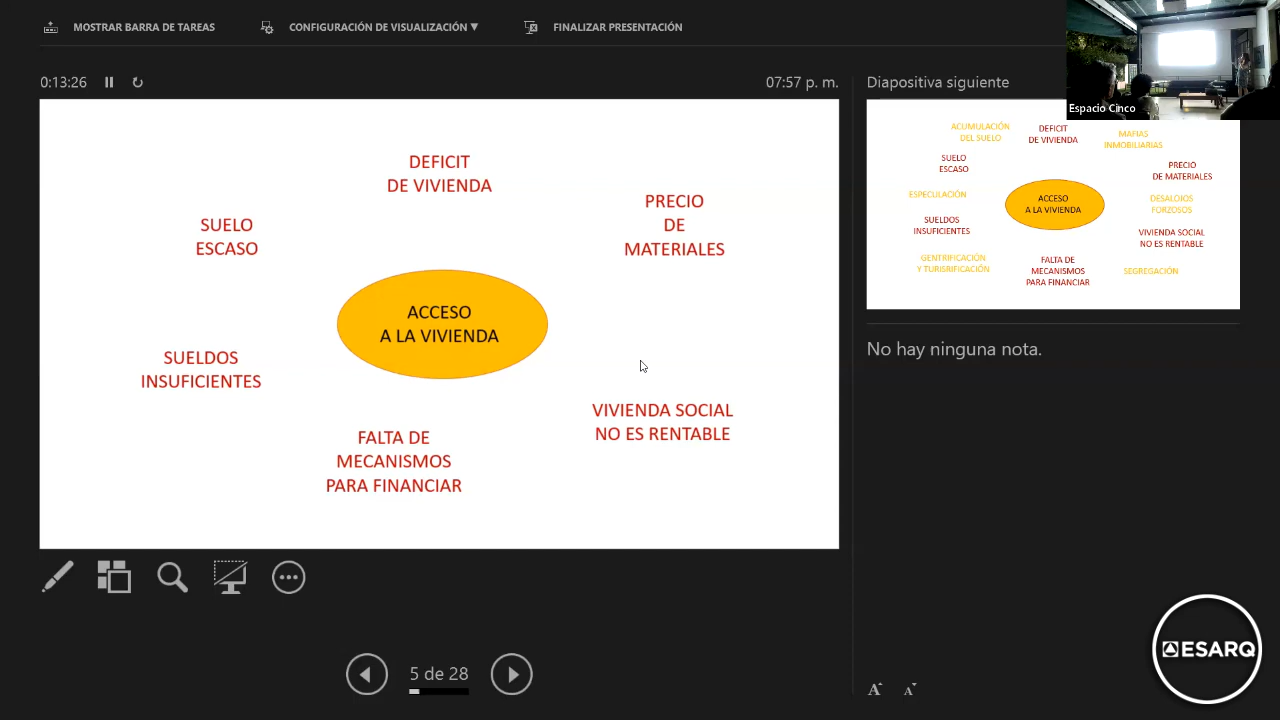 MOSTRAR BARRA DE TAREAS
CONFIGURACIÓN DE VISUALIZACIÓN ▼
FINALIZAR PRESENTACIÓN
0:13:26
07:57 p. m.
DEFICIT
DE VIVIENDA
PRECIO
DE
MATERIALES
SUELO
ESCASO
ACCESO
A LA VIVIENDA
SUELDOS
INSUFICIENTES
VIVIENDA SOCIAL
NO ES RENTABLE
FALTA DE
MECANISMOS
PARA FINANCIAR
5 de 28
Diapositiva siguiente
Espacio Cinco
ACUMULACIÓN
DEL SUELO
DEFICIT
DE VIVIENDA
MAFIAS
INMOBILIARIAS
SUELO
ESCASO
PRECIO
DE MATERIALES
ESPECULACIÓN
ACCESO
A LA VIVIENDA
DESALOJOS
FORZOSOS
SUELDOS
INSUFICIENTES
VIVIENDA SOCIAL
NO ES RENTABLE
GENTRIFICACIÓN
Y TURISRIFICACIÓN
FALTA DE
MECANISMOS
PARA FINANCIAR
SEGREGACIÓN
No hay ninguna nota.
A A
ESARQ